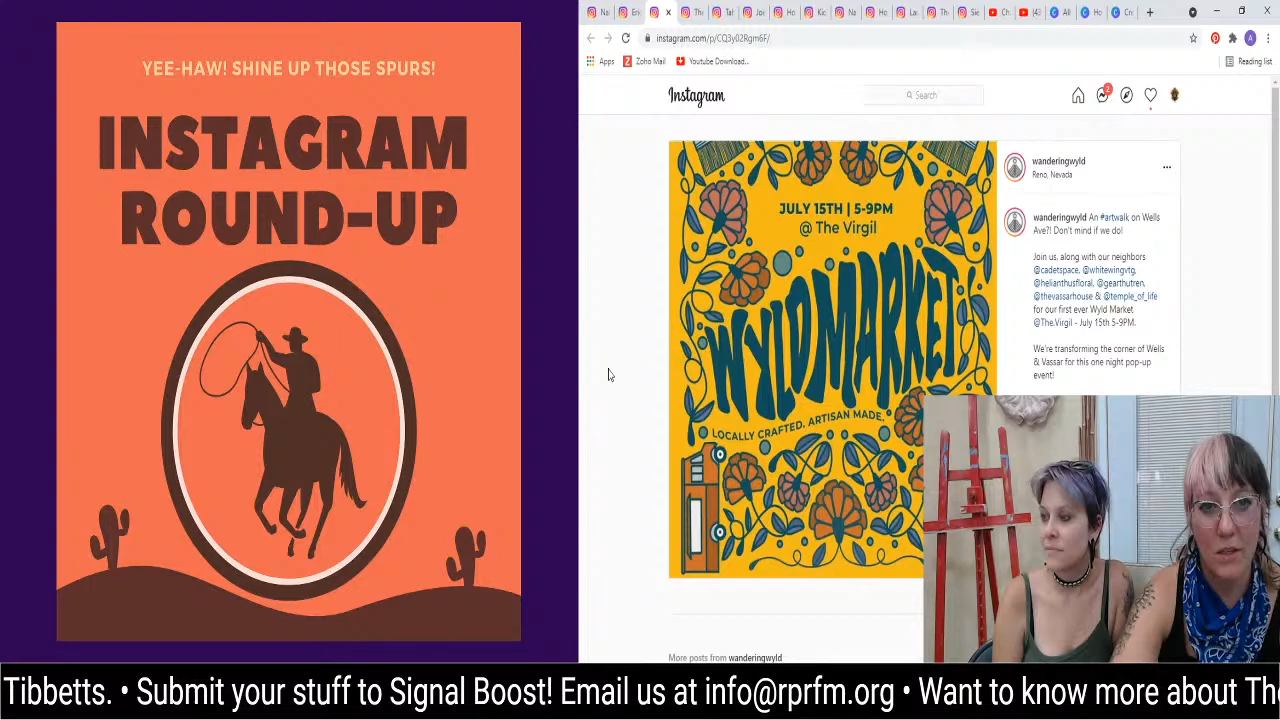 YEE-HAW! SHINE UP THOSE SPURS!
INSTAGRAM
ROUND-UP
instagram.com/p/CQ3y02Rgm6F/
Apps
Zoho Mail
Youtube Download...
Reading list
Instagram
Search
2
JULY 15TH | 5-9PM
@ The Virgil
WYLD MARKET
LOCALLY CRAFTED. ARTISAN MADE.
wanderingwyld
Reno, Nevada
wanderingwyld An #artwalk on Wells
Ave?! Don't mind if we do!
Join us, along with our neighbors
@cadetspace, @whitewingvtg,
@helianthusfloral, @gearthutren,
@thevassarhouse & @temple_of_life
for our first ever Wyld Market
@The.Virgil - July 15th 5-9PM.
We're transforming the corner of Wells
& Vassar for this one night pop-up
event!
More posts from wanderingwyld
Tibbetts. • Submit your stuff to Signal Boost! Email us at info@rprfm.org • Want to know more about Th